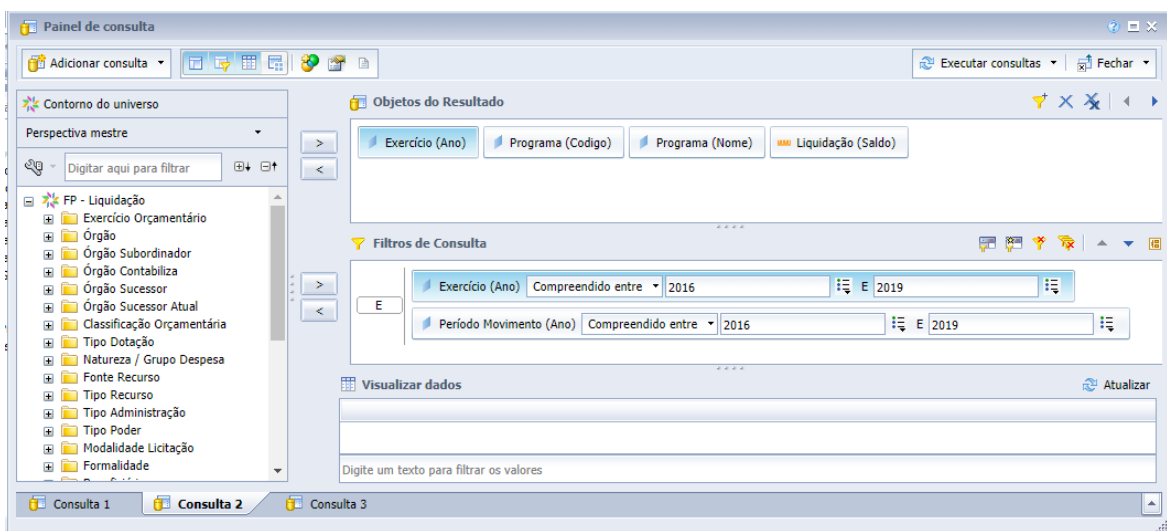 Painel de consulta
Adicionar consulta
Executar consultas
Fechar
Contorno do universo
Perspectiva mestre
Digitar aqui para filtrar
FP - Liquidação
Exercício Orçamentário
Órgão
Órgão Subordinador
Órgão Contabiliza
Órgão Sucessor
Órgão Sucessor Atual
Classificação Orçamentária
Tipo Dotação
Natureza / Grupo Despesa
Fonte Recurso
Tipo Recurso
Tipo Administração
Tipo Poder
Modalidade Licitação
Formalidade
Objetos do Resultado
Exercício (Ano) Programa (Codigo) Programa (Nome) Liquidação (Saldo)
Filtros de Consulta
E
Exercício (Ano) Compreendido entre 2016 E 2019
Período Movimento (Ano) Compreendido entre 2016 E 2019
Visualizar dados
Atualizar
Digite um texto para filtrar os valores
Consulta 1 Consulta 2 Consulta 3